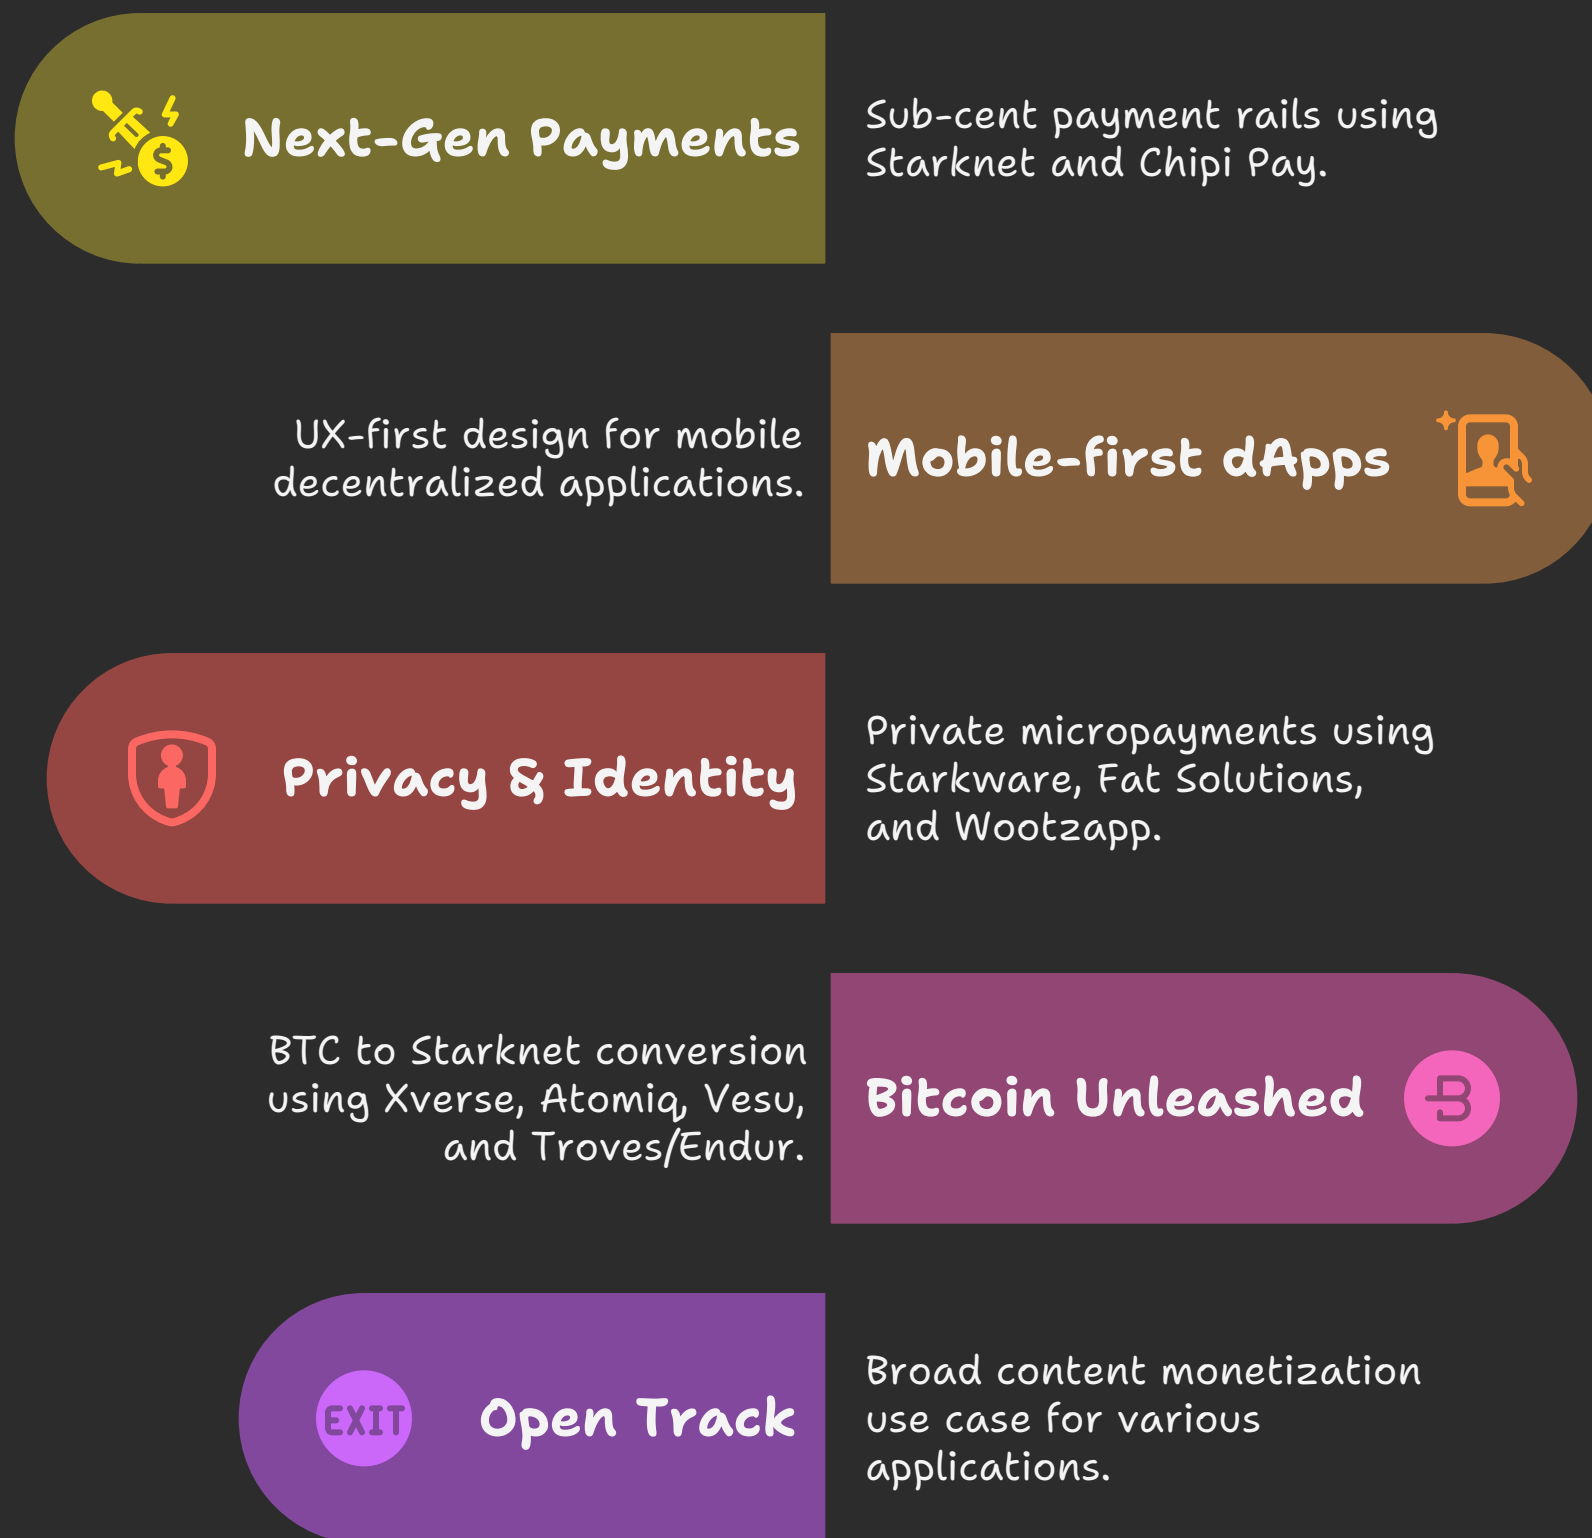 Next-Gen Payments
Sub-cent payment rails using
Starknet and Chipi Pay.
UX-first design for mobile
decentralized applications.
Mobile-first dApps
Privacy & Identity
Private micropayments using
Starkware, Fat Solutions,
and Wootzapp.
BTC to Starknet conversion
using Xverse, Atomiq, Vesu,
and Troves/Endur.
Bitcoin Unleashed
EXIT
Open Track
Broad content monetization
use case for various
applications.